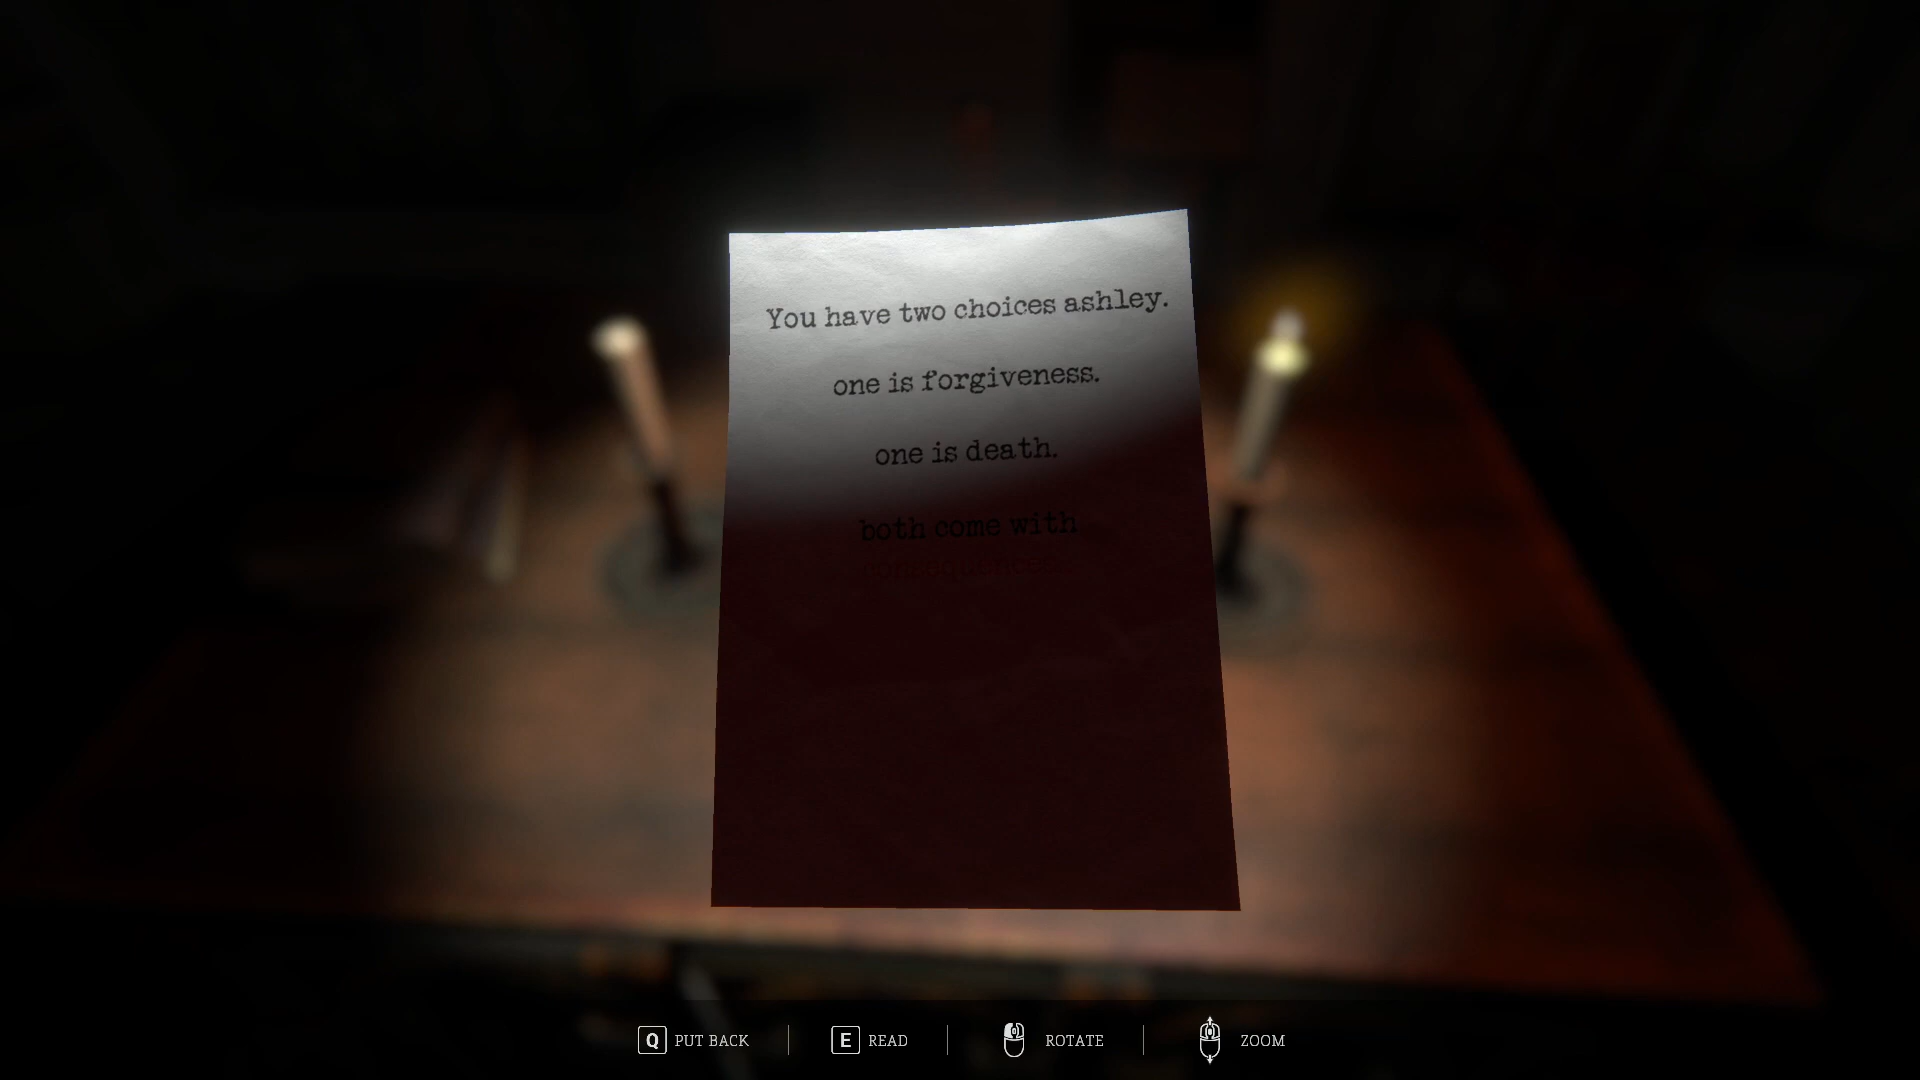 You have two choices ashley.
one is forgiveness.
one is death.
both come with
consequences.
Q PUT BACK
E READ
ROTATE
ZOOM